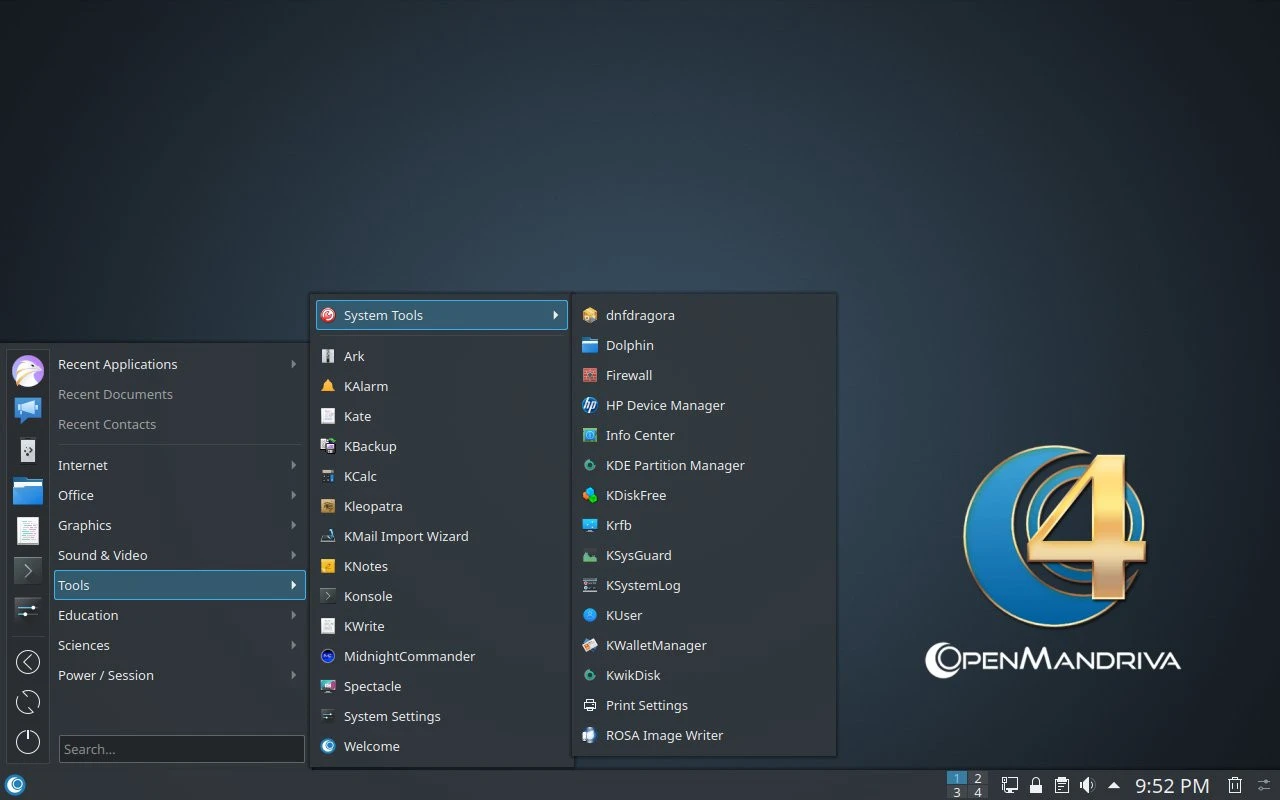 Recent Applications
Recent Documents
Recent Contacts
Internet
Office
Graphics
Sound & Video
Tools
Education
Sciences
Power / Session
Search...
System Tools
Ark
KAlarm
Kate
KBackup
KCalc
Kleopatra
KMail Import Wizard
KNotes
Konsole
KWrite
MidnightCommander
Spectacle
System Settings
Welcome
dnfdragora
Dolphin
Firewall
hp HP Device Manager
Info Center
KDE Partition Manager
KDiskFree
Krfb
KSysGuard
KSystemLog
KUser
KWalletManager
KwikDisk
Print Settings
ROSA Image Writer
4
OpenMandriva
1 2
3 4
9:52 PM